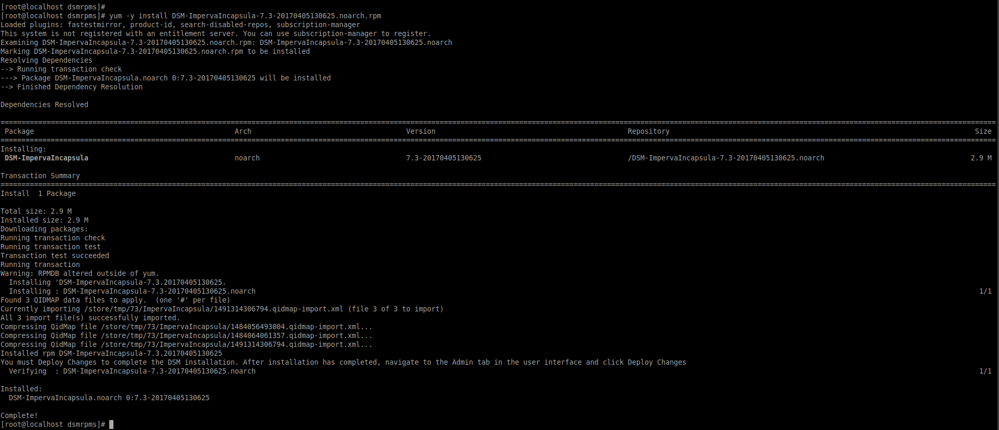 [root@localhost dsmrpms]#
[root@localhost dsmrpms]# yum -y install DSM-ImpervaIncapsula-7.3-20170405130625.noarch.rpm
Loaded plugins: fastestmirror, product-id, search-disabled-repos, subscription-manager
This system is not registered with an entitlement server. You can use subscription-manager to register.
Examining DSM-ImpervaIncapsula-7.3-20170405130625.noarch.rpm: DSM-ImpervaIncapsula-7.3-20170405130625.noarch
Marking DSM-ImpervaIncapsula-7.3-20170405130625.noarch.rpm to be installed
Resolving Dependencies
--> Running transaction check
---> Package DSM-ImpervaIncapsula.noarch 0:7.3-20170405130625 will be installed
--> Finished Dependency Resolution
Dependencies Resolved
Package Arch Version Repository Size
Installing:
DSM-ImpervaIncapsula noarch 7.3-20170405130625 /DSM-ImpervaIncapsula-7.3-20170405130625.noarch 2.9 M
Transaction Summary
Install  1 Package
Total size: 2.9 M
Installed size: 2.9 M
Downloading packages:
Running transaction check
Running transaction test
Transaction test succeeded
Running transaction
Warning: RPMDB altered outside of yum.
Installing 'DSM-ImpervaIncapsula-7.3.20170405130625.
Installing : DSM-ImpervaIncapsula-7.3-20170405130625.noarch 1/1
Found 3 QIDMAP data files to apply.  (one '#' per file)
Currently importing /store/tmp/73/ImpervaIncapsula/1491314306794.qidmap-import.xml (file 3 of 3 to import)
All 3 import file(s) successfully imported.
Compressing QidMap file /store/tmp/73/ImpervaIncapsula/1484056493004.qidmap-import.xml...
Compressing QidMap file /store/tmp/73/ImpervaIncapsula/1484064061357.qidmap-import.xml...
Compressing QidMap file /store/tmp/73/ImpervaIncapsula/1491314306794.qidmap-import.xml...
Installed rpm DSM-ImpervaIncapsula-7.3.20170405130625
You must Deploy Changes to complete the DSM installation. After installation has completed, navigate to the Admin tab in the user interface and click Deploy Changes
Verifying  : DSM-ImpervaIncapsula-7.3-20170405130625.noarch 1/1
Installed:
DSM-ImpervaIncapsula.noarch 0:7.3-20170405130625
Complete!
[root@localhost dsmrpms]#